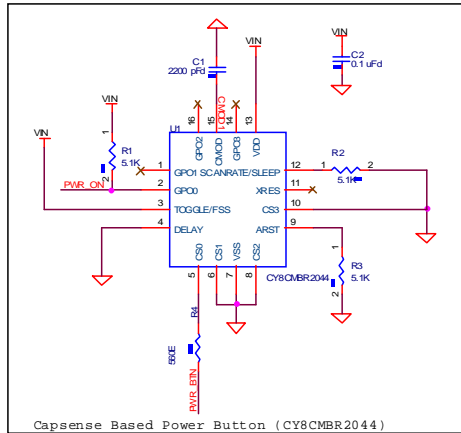 VIN
VIN
C1
2200 pFd
C2
0.1 uFd
VIN
VIN
16
15
CMOD1
14
13
U1
GPO2
CMOD
GPO3
VDD
1
R1
5.1K
2
PWR_ON
1
GPO1
SCANRATE/SLEEP
12
1
R2
2
5.1K
2
GPO0
XRES
11
3
TOGGLE/FSS
CS3
10
4
DELAY
ARST
9
CS0
CS1
VSS
CS2
5
6
7
8
CY8CMBR2044
1
R3
5.1K
2
R4
560E
PWR_BTN
Capsense Based Power Button (CY8CMBR2044)